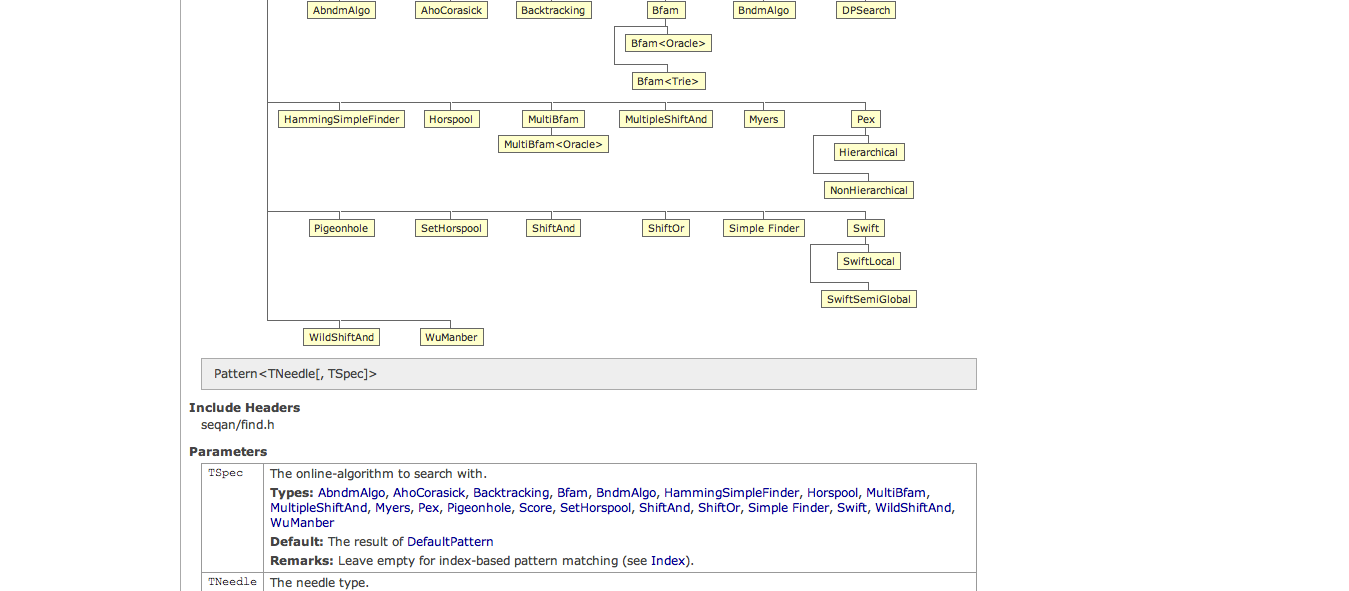 AbndmAlgo AhoCorasick Backtracking Bfam BndmAlgo DPSearch
Bfam<Oracle>
Bfam<Trie>
HammingSimpleFinder Horspool MultiBfam MultipleShiftAnd Myers Pex
MultiBfam<Oracle>
Hierarchical
NonHierarchical
Pigeonhole SetHorspool ShiftAnd ShiftOr Simple Finder Swift
SwiftLocal
SwiftSemiGlobal
WildShiftAnd WuManber
Pattern<TNeedle[, TSpec]>
Include Headers
seqan/find.h
Parameters
TSpec The online-algorithm to search with.
Types: AbndmAlgo, AhoCorasick, Backtracking, Bfam, BndmAlgo, HammingSimpleFinder, Horspool, MultiBfam,
MultipleShiftAnd, Myers, Pex, Pigeonhole, Score, SetHorspool, ShiftAnd, ShiftOr, Simple Finder, Swift, WildShiftAnd,
WuManber
Default: The result of DefaultPattern
Remarks: Leave empty for index-based pattern matching (see Index).
TNeedle The needle type.